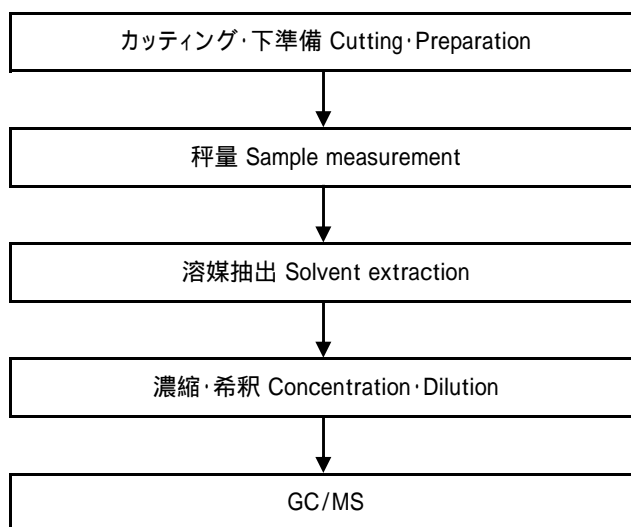 カッティング･下準備 Cutting･Preparation
秤量 Sample measurement
溶媒抽出 Solvent extraction
濃縮･希釈 Concentration･Dilution
GC/MS